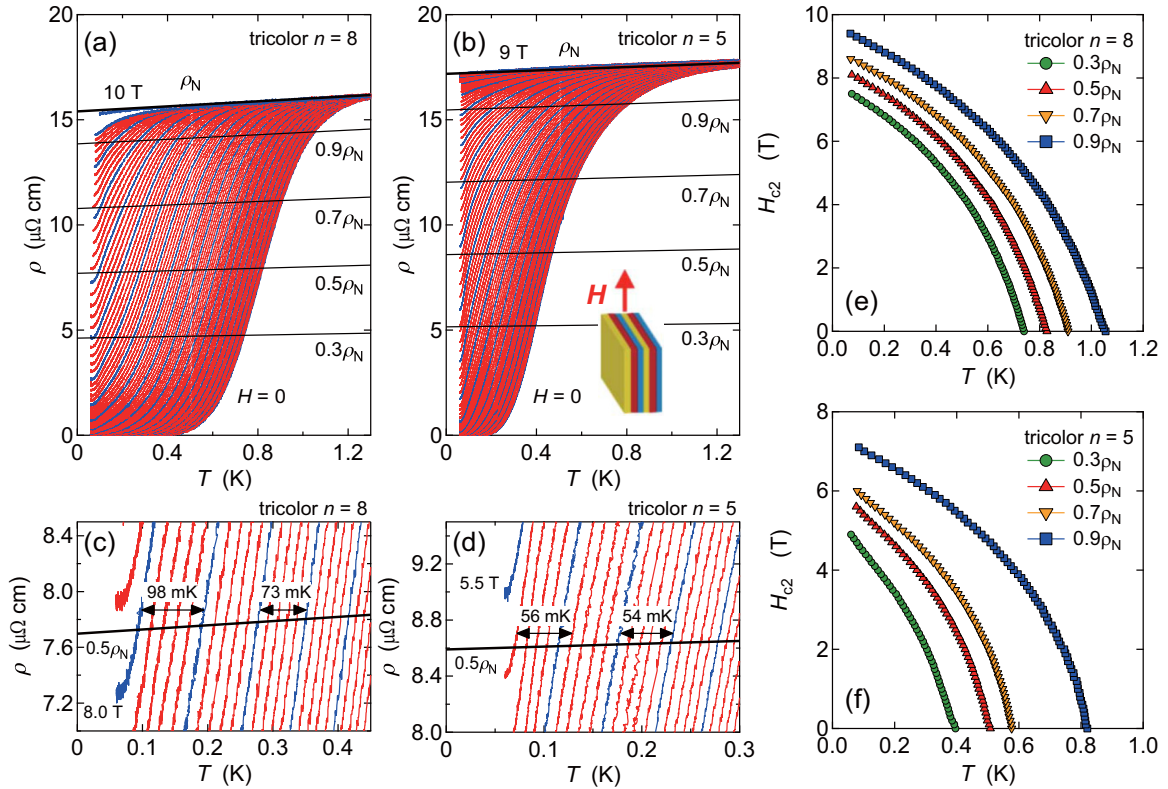 (a)
tricolor n = 8
10 T
ρN
0.9ρN
0.7ρN
0.5ρN
0.3ρN
H = 0
20
15
10
5
0
ρ (μΩ cm)
0 0.4 0.8 1.2
T (K)
(b)
tricolor n = 5
9 T
ρN
0.9ρN
0.7ρN
0.5ρN
0.3ρN
H
H = 0
20
15
10
5
0
ρ (μΩ cm)
0 0.4 0.8 1.2
T (K)
tricolor n = 8
(c)
98 mK
73 mK
0.5ρN
8.0 T
8.4
8.0
7.6
7.2
ρ (μΩ cm)
0 0.1 0.2 0.3 0.4
T (K)
tricolor n = 5
(d)
5.5 T
56 mK
54 mK
0.5ρN
9.5
9.0
8.5
8.0
ρ (μΩ cm)
0 0.1 0.2 0.3
T (K)
tricolor n = 8
0.3ρN
0.5ρN
0.7ρN
0.9ρN
(e)
10
8
6
4
2
0
Hc2 (T)
0.0 0.2 0.4 0.6 0.8 1.0 1.2
T (K)
tricolor n = 5
0.3ρN
0.5ρN
0.7ρN
0.9ρN
(f)
8
6
4
2
0
Hc2 (T)
0.0 0.2 0.4 0.6 0.8 1.0
T (K)